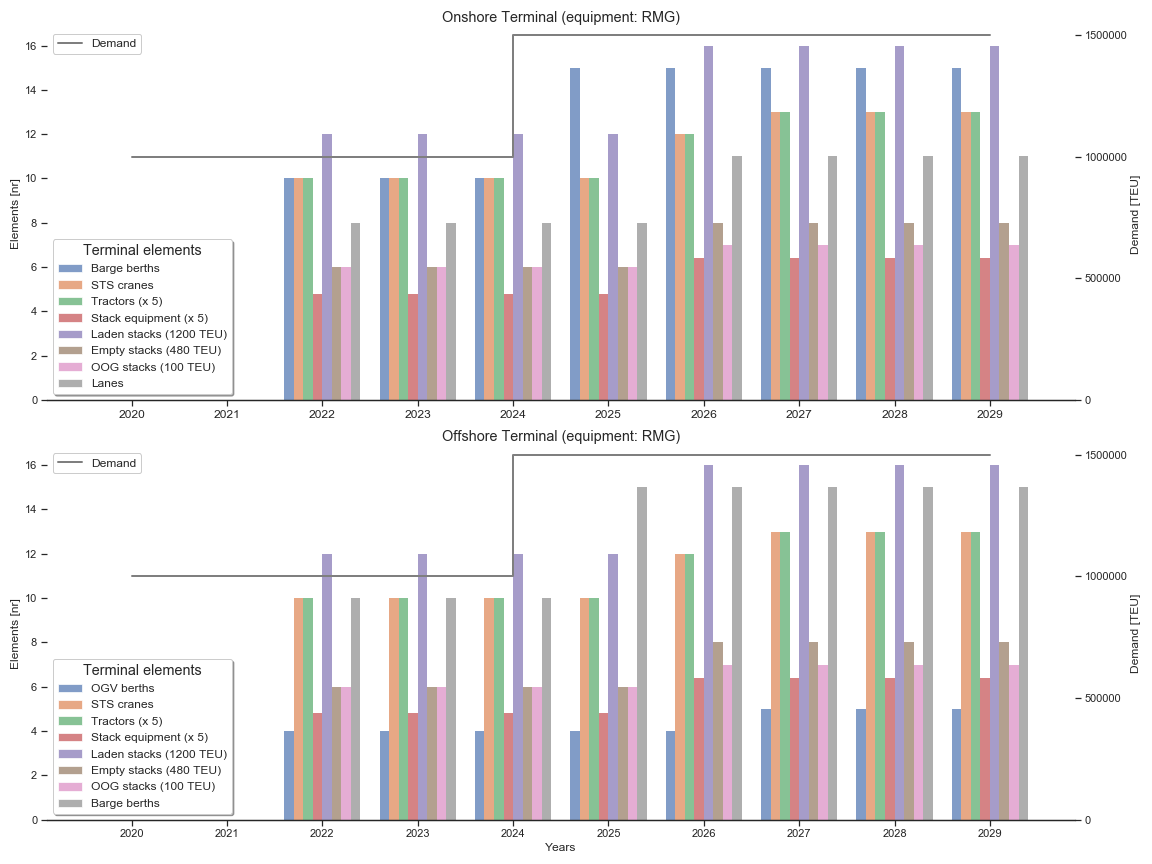 Onshore Terminal (equipment: RMG)
Demand
16
14
12
10
8
6
4
2
0
Elements [nr]
Terminal elements
Barge berths
STS cranes
Tractors (x 5)
Stack equipment (x 5)
Laden stacks (1200 TEU)
Empty stacks (480 TEU)
OOG stacks (100 TEU)
Lanes
1500000
1000000
500000
0
Demand [TEU]
2020 2021 2022 2023 2024 2025 2026 2027 2028 2029
Offshore Terminal (equipment: RMG)
Demand
16
14
12
10
8
6
4
2
0
Elements [nr]
Terminal elements
OGV berths
STS cranes
Tractors (x 5)
Stack equipment (x 5)
Laden stacks (1200 TEU)
Empty stacks (480 TEU)
OOG stacks (100 TEU)
Barge berths
1500000
1000000
500000
0
Demand [TEU]
2020 2021 2022 2023 2024 2025 2026 2027 2028 2029
Years